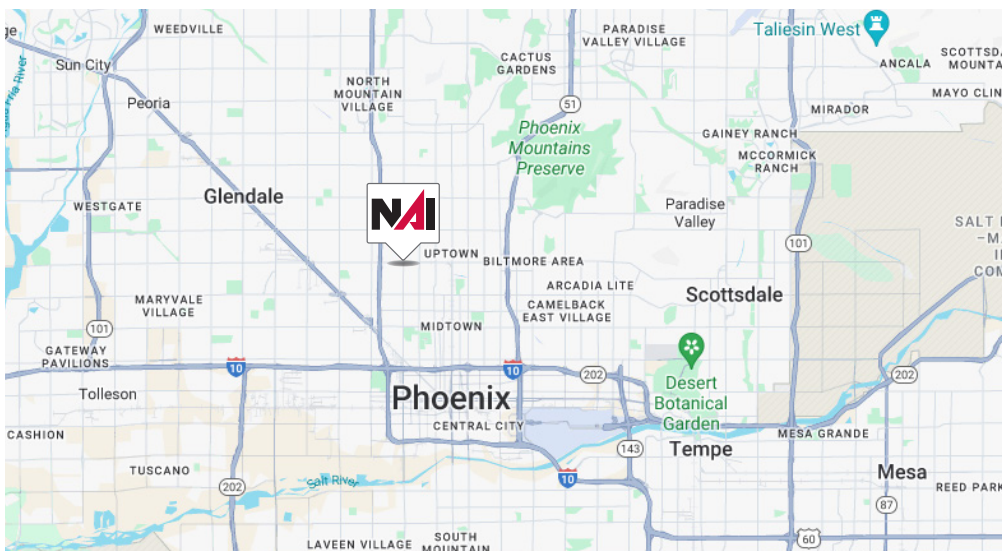 WEEDVILLE
PARADISE
VALLEY VILLAGE
Taliesin West
Sun City
CACTUS
GARDENS
ANCALA
NORTH
MOUNTAIN
VILLAGE
MAYO CLIN
Peoria
51
MIRADOR
Phoenix
Mountains
Preserve
GAINEY RANCH
MCCORMICK
RANCH
Glendale
WESTGATE
NAI
Paradise
Valley
101
UPTOWN
BILTMORE AREA
ARCADIA LITE
Scottsdale
MARYVALE
VILLAGE
CAMELBACK
EAST VILLAGE
MIDTOWN
101
GATEWAY
PAVILIONS
10
10
202
202
Tolleson
Phoenix
Desert
Botanical
Garden
CENTRAL CITY
CASHION
MESA GRANDE
143
Tempe
TUSCANO
Mesa
10
Salt River
202
REED PARK
87
60
LAVEEN VILLAGE
SOUTH
MOUNTAIN